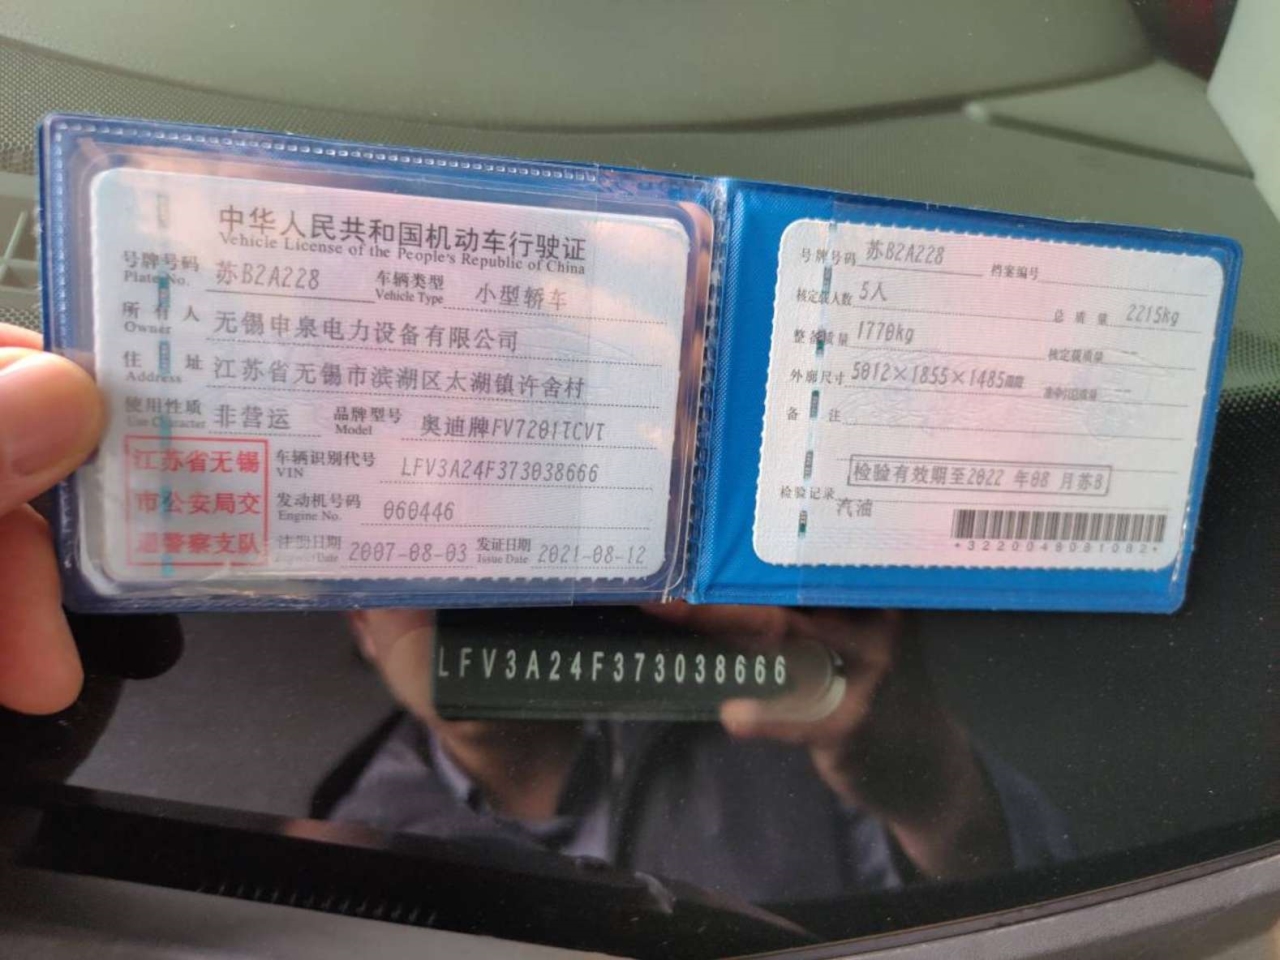 中华人民共和国机动车行驶证
Vehicle License of the People's Republic of China
号牌号码 苏B2A228 车辆类型 小型轿车
Plate No. Vehicle Type
所有人 无锡申泉电力设备有限公司
Owner
住址 江苏省无锡市滨湖区太湖镇许舍村
Address
使用性质 非营运 品牌型号 奥迪牌FV7201TCVT
Use Character Model
江苏省无锡
市公安局交
通警察支队
车辆识别代号 LFV3A24F373038666
VIN
发动机号码 060446
Engine No.
注册日期 2007-08-03 发证日期 2021-08-12
Date Issue Date
号牌号码 苏B2A228 档案编号
核定载人数 5人 总质量 2215kg
整备质量 1770kg 核定载质量 --
外廓尺寸 5012×1855×1485 --
备注
检验有效期至2022 年08 月苏B
检验记录 汽油
*3220048081082*
LFV3A24F373038666